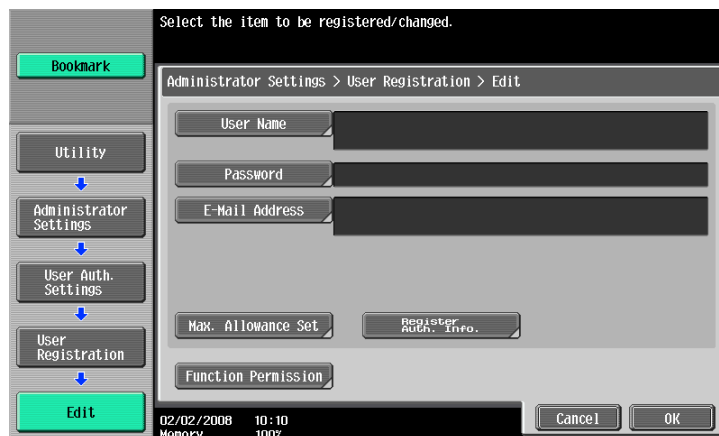 Select the item to be registered/changed.
Bookmark
Administrator Settings > User Registration > Edit
User Name
Utility
Password
Administrator
Settings
E-Mail Address
User Auth.
Settings
Max. Allowance Set
Register
Auth. Info.
User
Registration
Function Permission
Edit
02/02/2008 10:10
Memory 100%
Cancel
OK